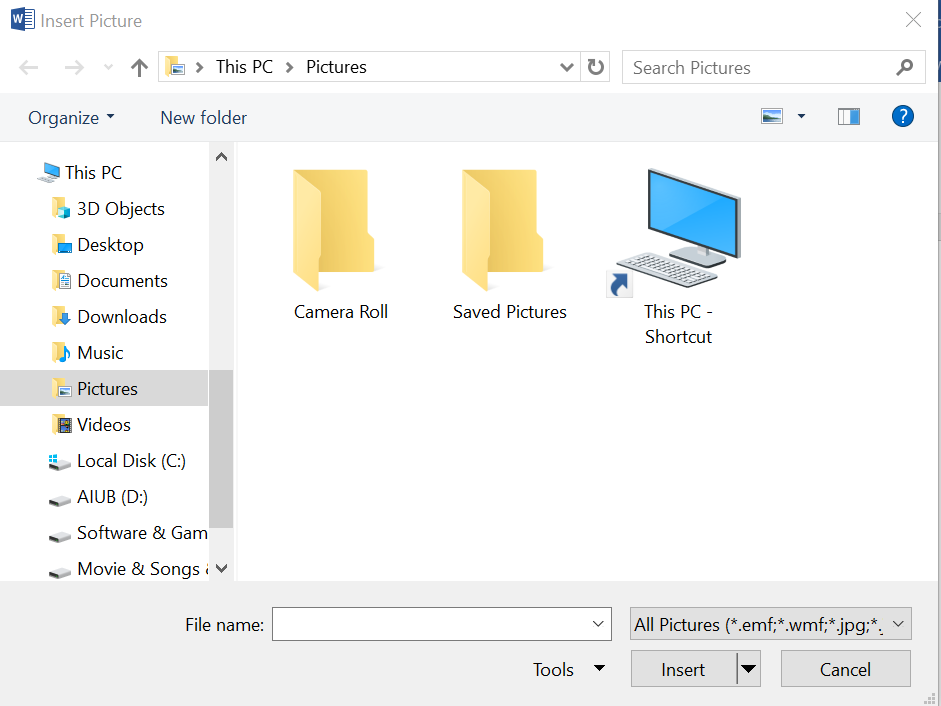 W Insert Picture
This PC > Pictures
Search Pictures
Organize
New folder
?
This PC
3D Objects
Desktop
Documents
Downloads
Music
Pictures
Videos
Local Disk (C:)
AIUB (D:)
Software & Gam
Movie & Songs
Camera Roll
Saved Pictures
This PC -
Shortcut
File name:
All Pictures (*.emf;*.wmf;*.jpg;*.
Tools
Insert
Cancel